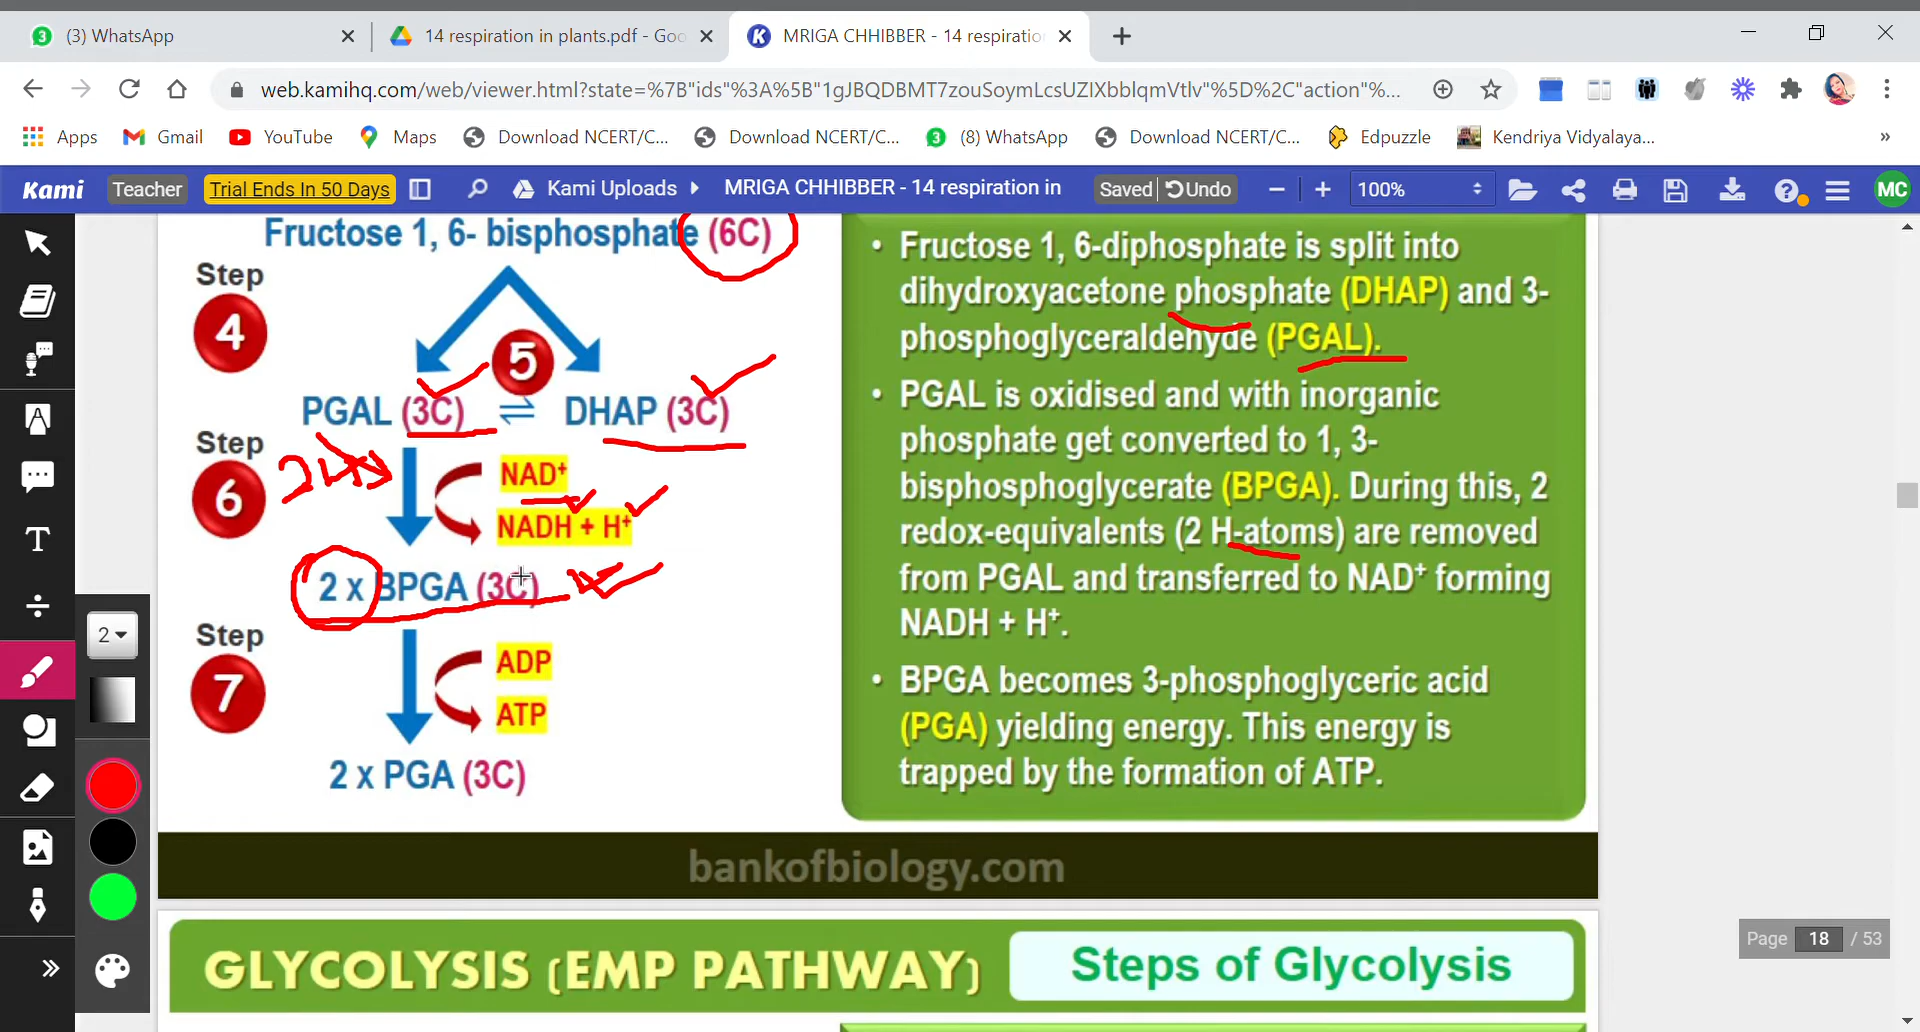 (3) WhatsApp
14 respiration in plants.pdf - Goo
MRIGA CHHIBBER - 14 respiratio
web.kamihq.com/web/viewer.html?state=%7B"ids"%3A%5B"1gJBQDBMT7zouSoymLcsUZIXbblqmVtlv"%5D%2C"action"%...
Apps
Gmail
YouTube
Maps
Download NCERT/C...
Download NCERT/C...
(8) WhatsApp
Download NCERT/C...
Edpuzzle
Kendriya Vidyalaya...
»
Kami
Teacher
Trial Ends In 50 Days
Kami Uploads
MRIGA CHHIBBER - 14 respiration in
Saved
Undo
100%
MC
Fructose 1, 6- bisphosphate (6C)
Step
4
5
PGAL (3C) ⇌ DHAP (3C)
Step
6
NAD⁺
NADH + H⁺
2 x BPGA (3C)
Step
7
ADP
ATP
2 x PGA (3C)
• Fructose 1, 6-diphosphate is split into
dihydroxyacetone phosphate (DHAP) and 3-
phosphoglyceraldehyde (PGAL).
• PGAL is oxidised and with inorganic
phosphate get converted to 1, 3-
bisphosphoglycerate (BPGA). During this, 2
redox-equivalents (2 H-atoms) are removed
from PGAL and transferred to NAD⁺ forming
NADH + H⁺.
• BPGA becomes 3-phosphoglyceric acid
(PGA) yielding energy. This energy is
trapped by the formation of ATP.
bankofbiology.com
2
Page 18 / 53
GLYCOLYSIS (EMP PATHWAY)
Steps of Glycolysis